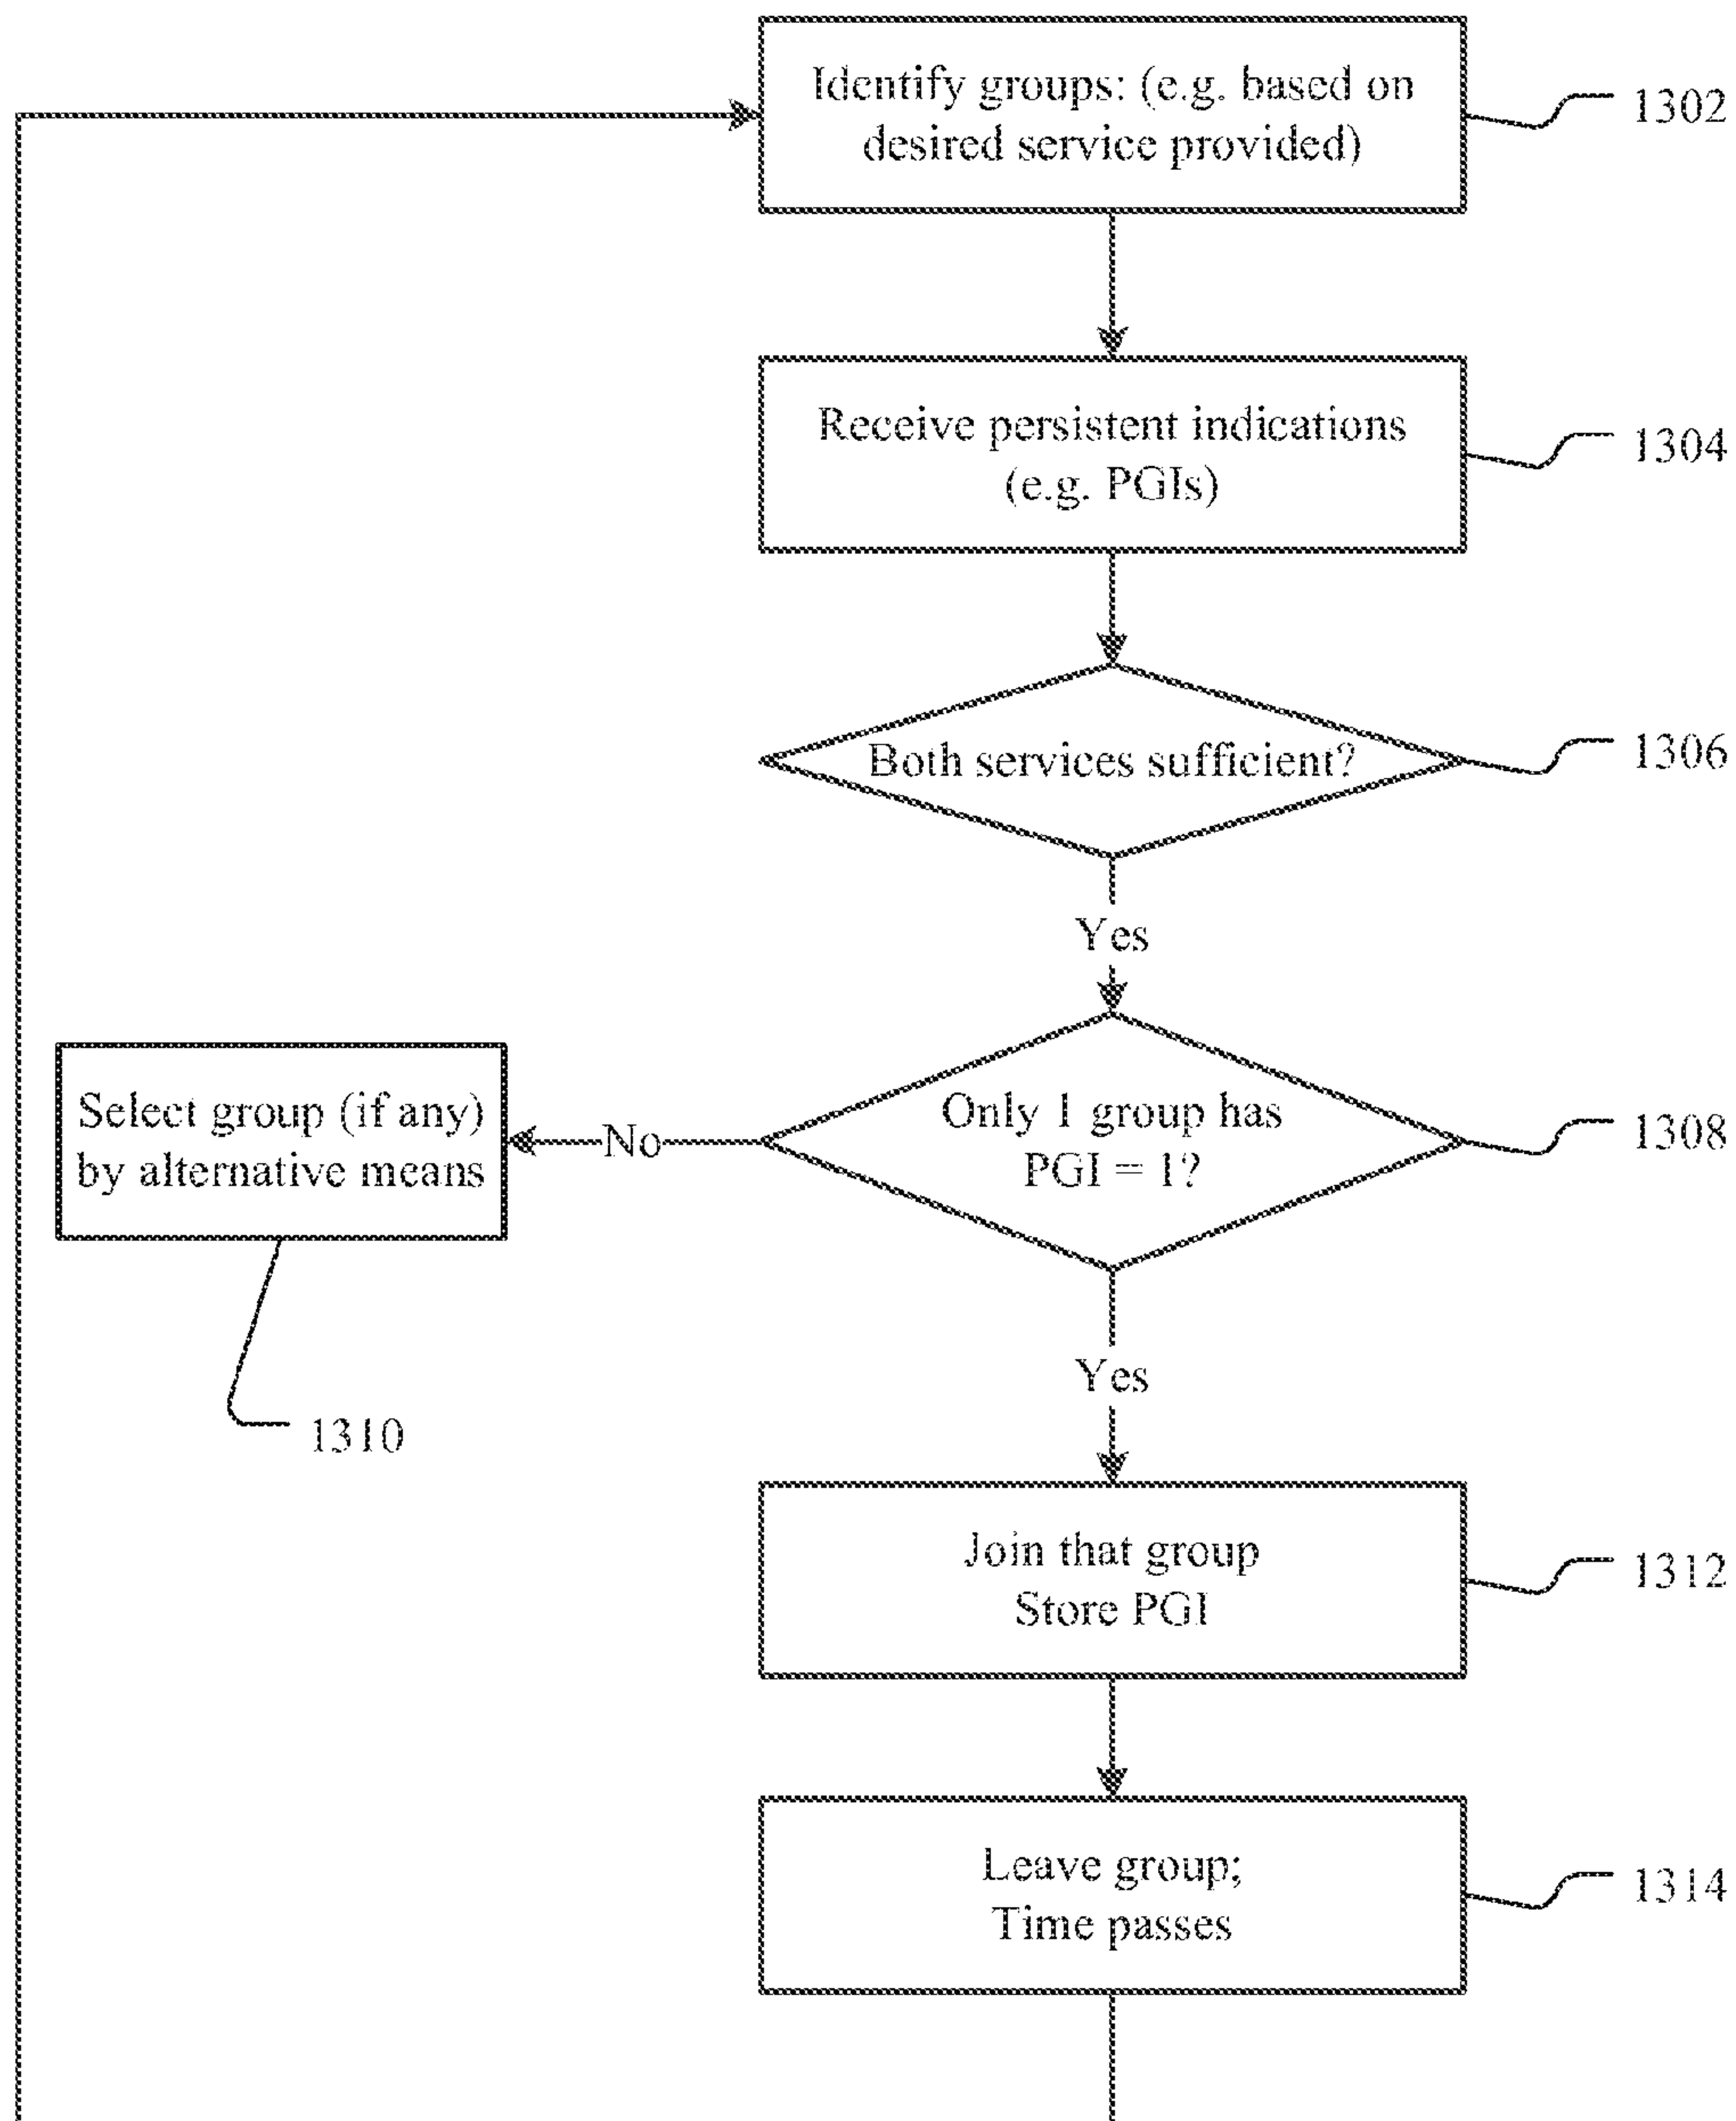 Identify groups: (e.g. based on
desired service provided)
1302
Receive persistent indications
(e.g. PGIs)
1304
Both services sufficient?
1306
Yes
Only 1 group has
PGI = 1?
1308
No
Select group (if any)
by alternative means
1310
Yes
Join that group
Store PGI
1312
Leave group;
Time passes
1314